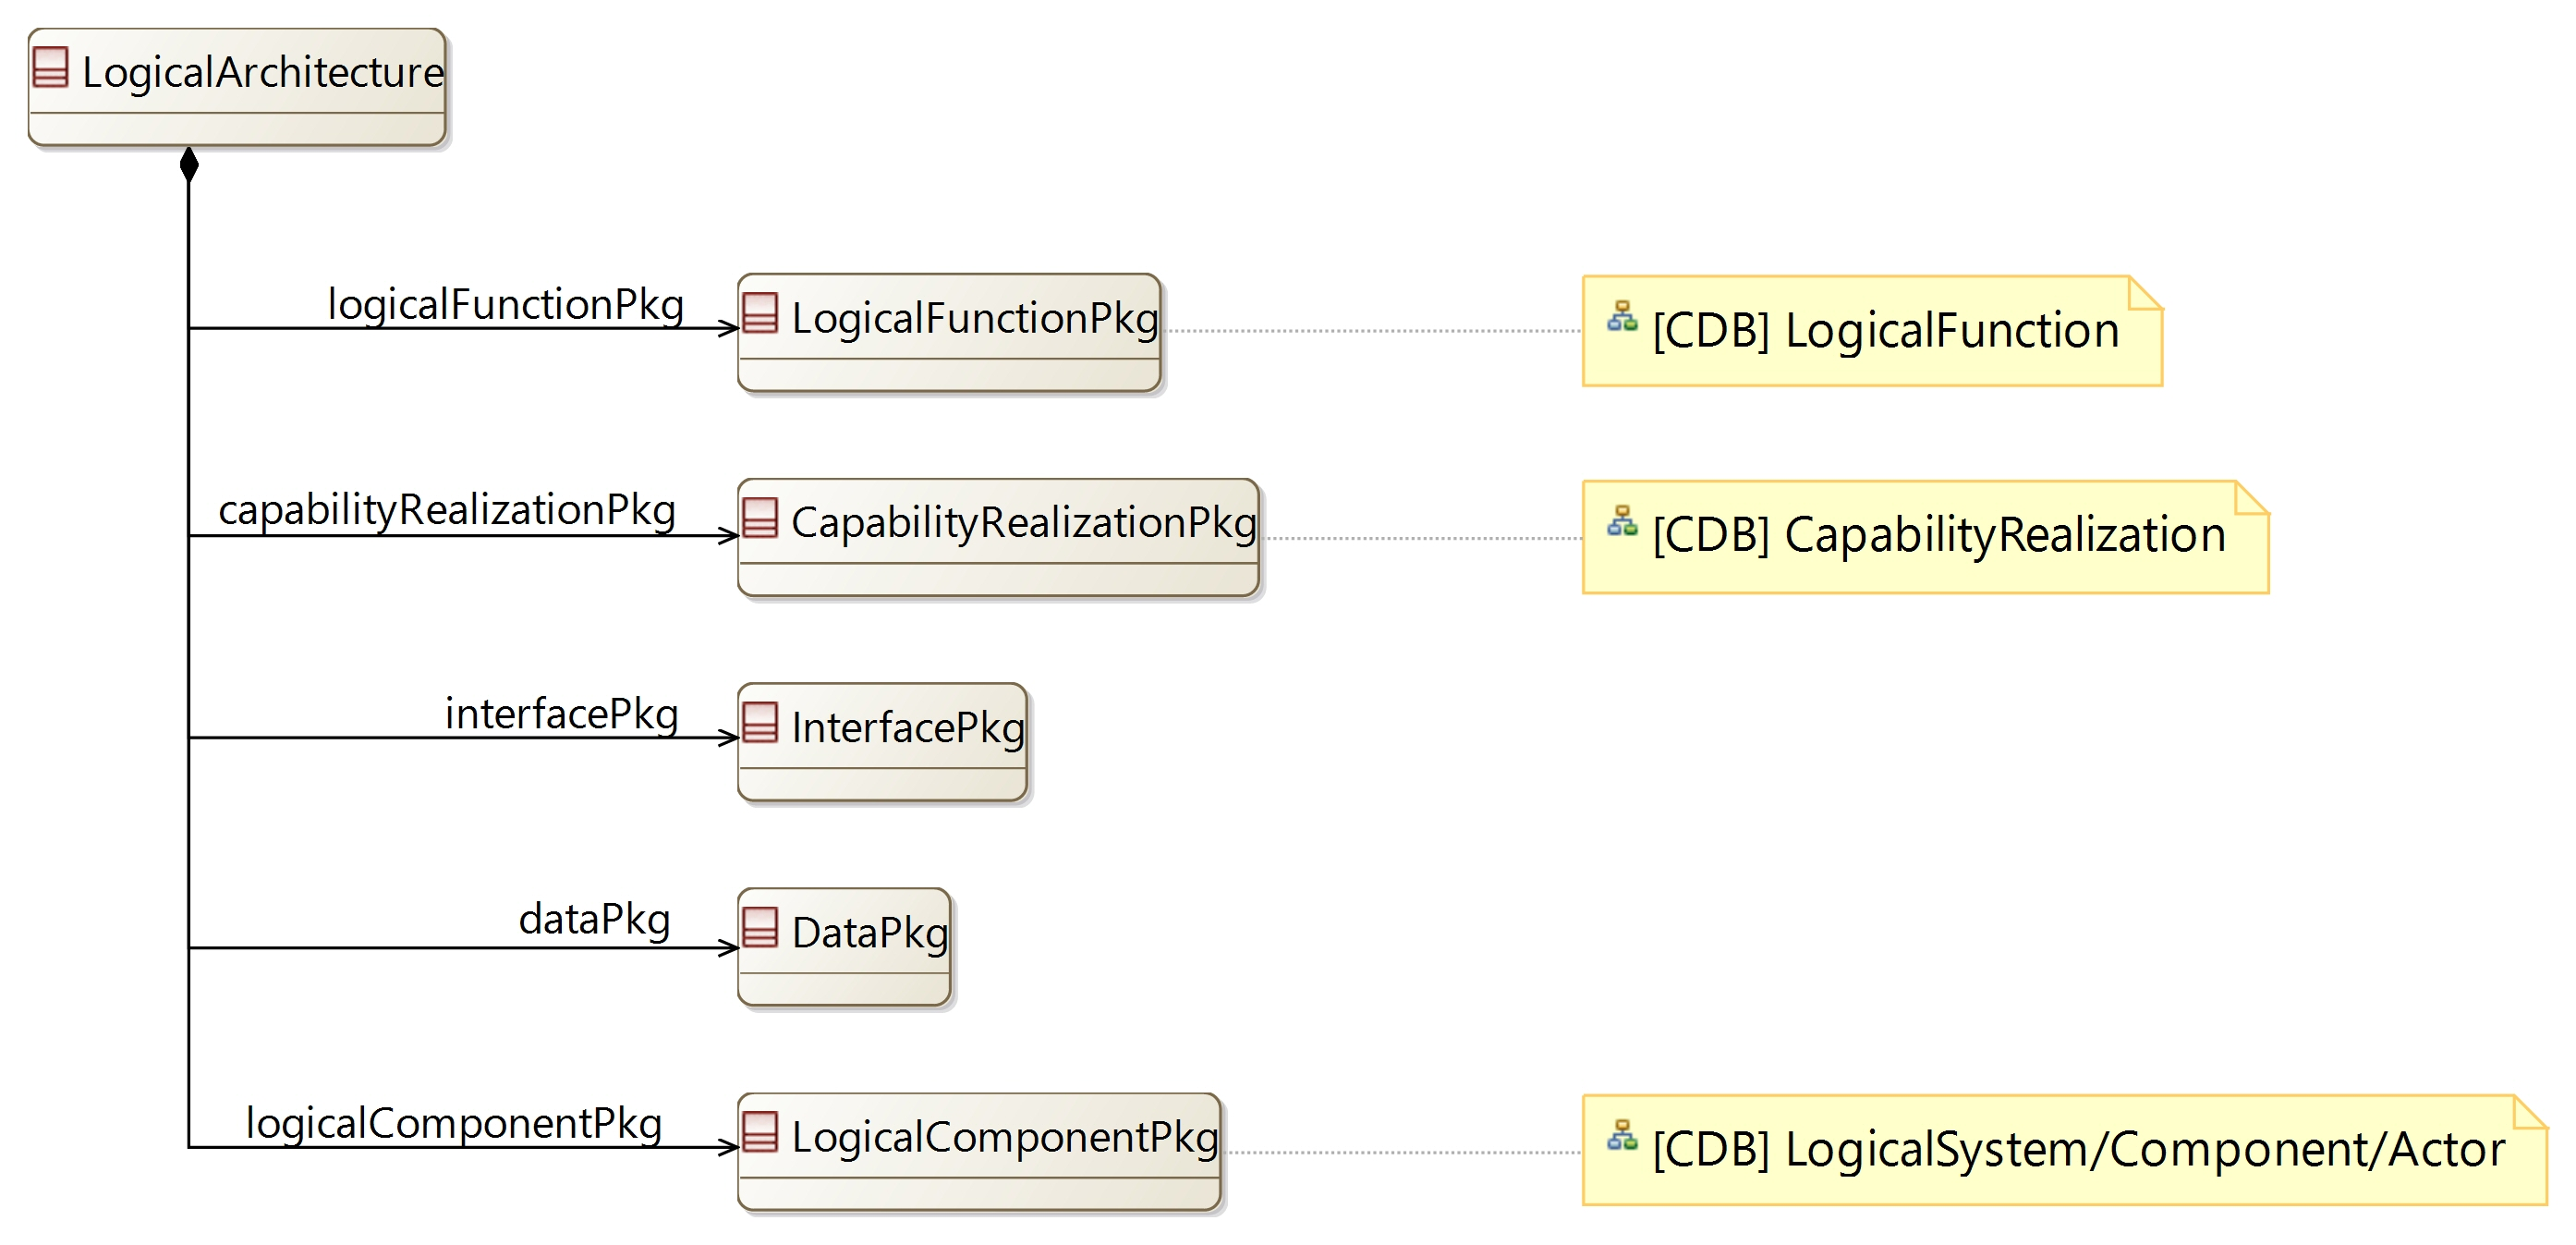 LogicalArchitecture
logicalFunctionPkg
LogicalFunctionPkg
[CDB] LogicalFunction
capabilityRealizationPkg
CapabilityRealizationPkg
[CDB] CapabilityRealization
interfacePkg
InterfacePkg
dataPkg
DataPkg
logicalComponentPkg
LogicalComponentPkg
[CDB] LogicalSystem/Component/Actor